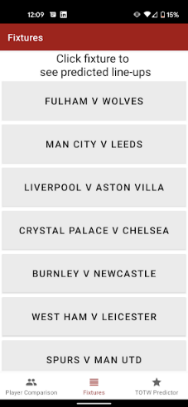 12:09
15%
Fixtures
Click fixture to
see predicted line-ups
FULHAM V WOLVES
MAN CITY V LEEDS
LIVERPOOL V ASTON VILLA
CRYSTAL PALACE V CHELSEA
BURNLEY V NEWCASTLE
WEST HAM V LEICESTER
SPURS V MAN UTD
Player Comparison
Fixtures
TOTW Predictor